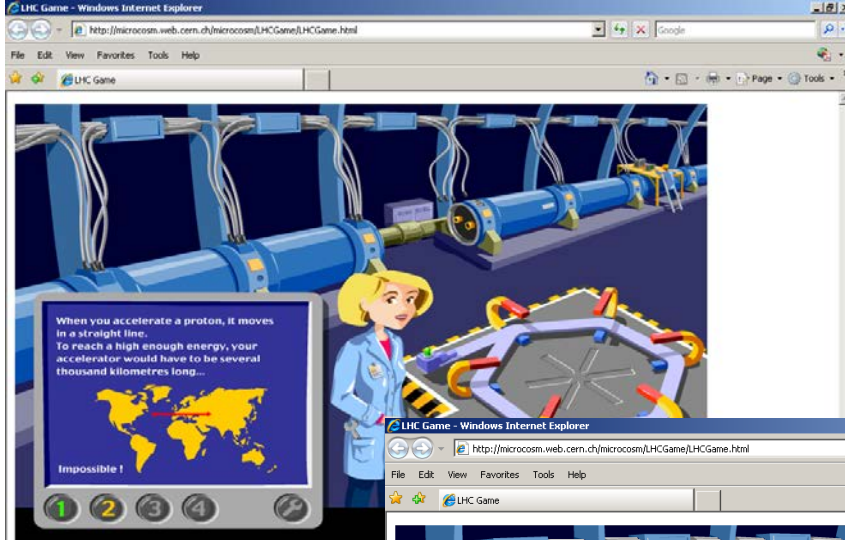 LHC Game - Windows Internet Explorer
http://microcosm.web.cern.ch/microcosm/LHCGame/LHCGame.html
Google
File Edit View Favorites Tools Help
LHC Game
Page
Tools
When you accelerate a proton, it moves
in a straight line.
To reach a high enough energy, your
accelerator would have to be several
thousand kilometres long...
Impossible !
1 2 3 4
LHC Game - Windows Internet Explorer
http://microcosm.web.cern.ch/microcosm/LHCGame/LHCGame.html
File Edit View Favorites Tools Help
LHC Game